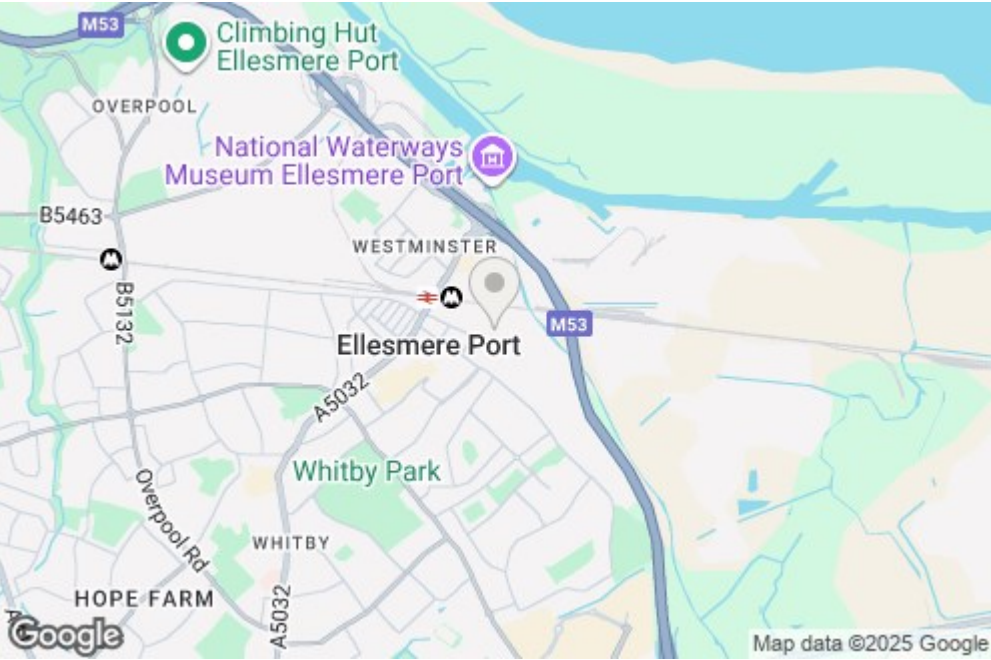 M53
Climbing Hut
Ellesmere Port
OVERPOOL
National Waterways
Museum Ellesmere Port
B5463
WESTMINSTER
B5132
M53
Ellesmere Port
A5032
Whitby Park
Overpool Rd
WHITBY
HOPE FARM
A5032
Google
Map data ©2025 Google